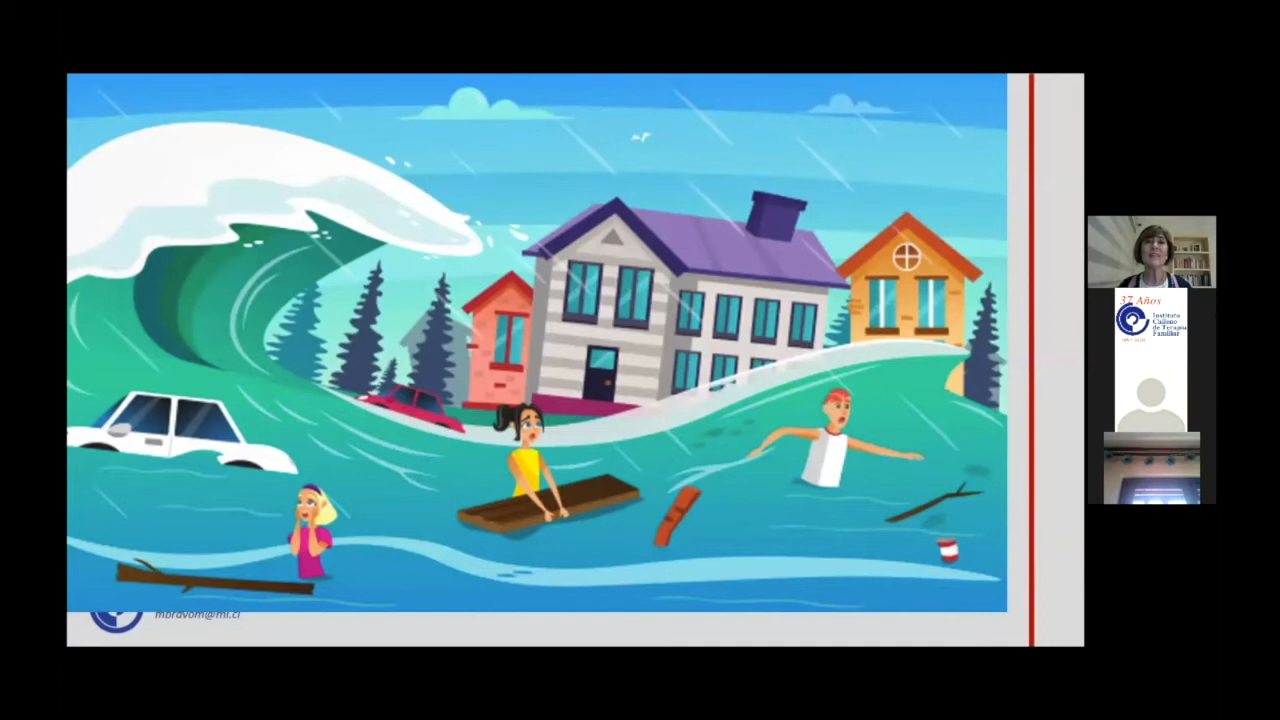 mbravom@mi.cl
37 Años
Instituto
Chileno
de Terapia
Familiar